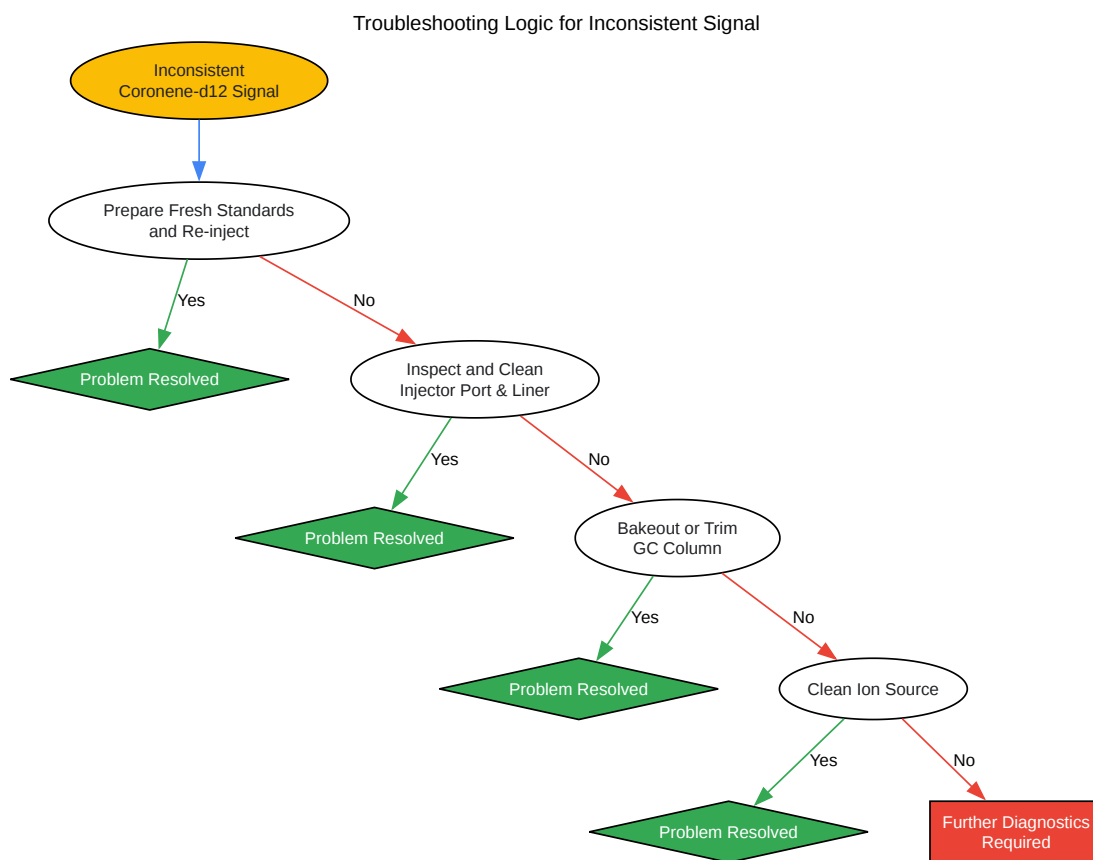 Troubleshooting Logic for Inconsistent Signal
Inconsistent
Coronene-d12 Signal
Prepare Fresh Standards
and Re-inject
Yes
No
Problem Resolved
Inspect and Clean
Injector Port & Liner
Yes
No
Problem Resolved
Bakeout or Trim
GC Column
Yes
No
Problem Resolved
Clean Ion Source
Yes
No
Problem Resolved
Further Diagnostics
Required